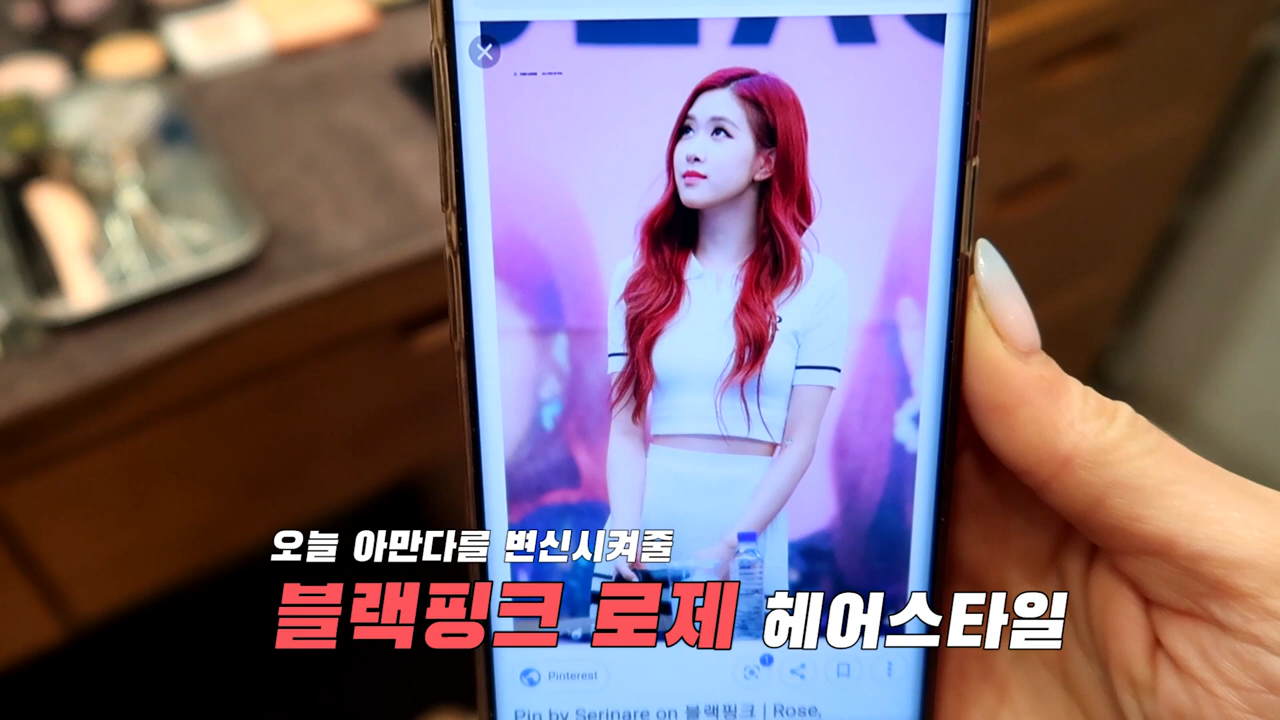 오늘 아만다를 변신시켜줄
블랙핑크 로제 헤어스타일
Pinterest
Pin by Serinare on 블랙핑크 | Rose,